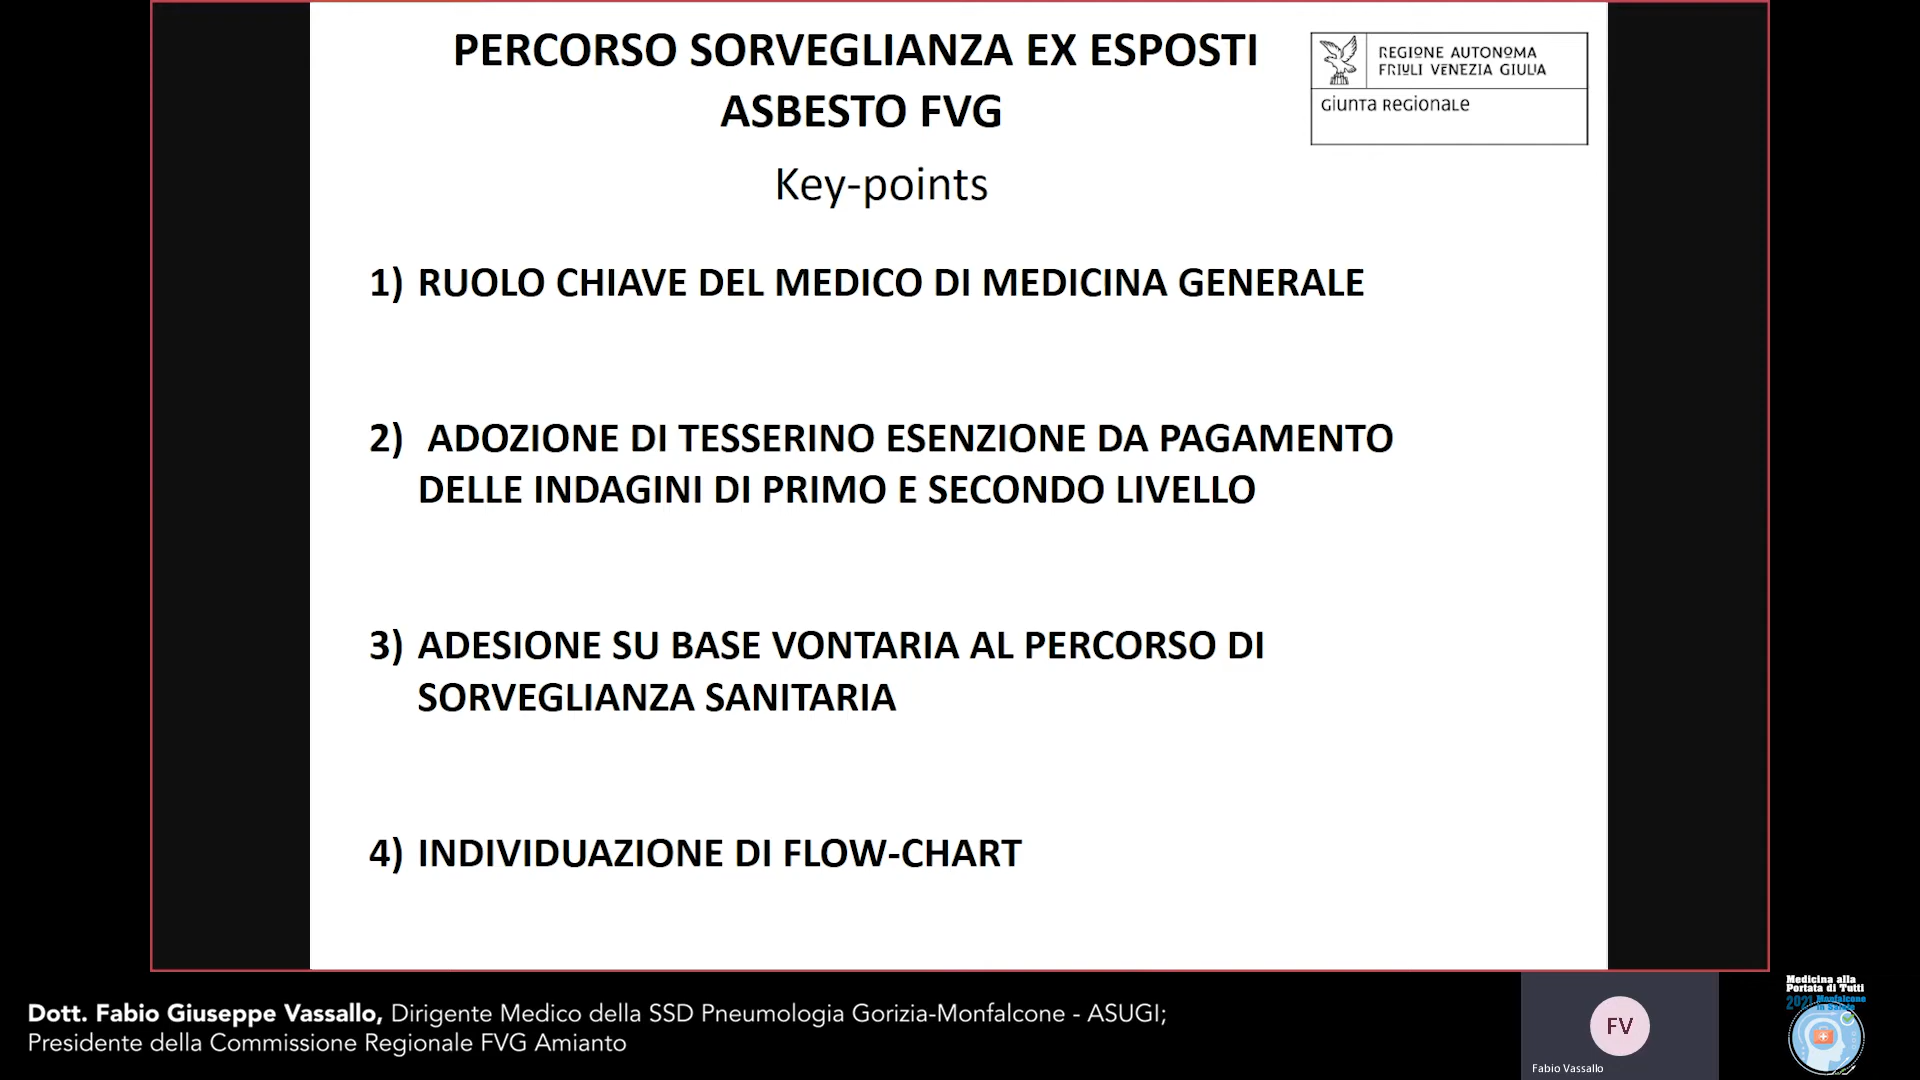 PERCORSO SORVEGLIANZA EX ESPOSTI
ASBESTO FVG
REGIONE AUTONOMA
FRIULI VENEZIA GIULIA
GIUNTA REGIONALE
Key-points
1) RUOLO CHIAVE DEL MEDICO DI MEDICINA GENERALE
2) ADOZIONE DI TESSERINO ESENZIONE DA PAGAMENTO
DELLE INDAGINI DI PRIMO E SECONDO LIVELLO
3) ADESIONE SU BASE VONTARIA AL PERCORSO DI
SORVEGLIANZA SANITARIA
4) INDIVIDUAZIONE DI FLOW-CHART
Dott. Fabio Giuseppe Vassallo, Dirigente Medico della SSD Pneumologia Gorizia-Monfalcone - ASUGI;
Presidente della Commissione Regionale FVG Amianto
FV
Fabio Vassallo
Medicina alla
Portata di Tutti
2021 Monfalcone
in Salute